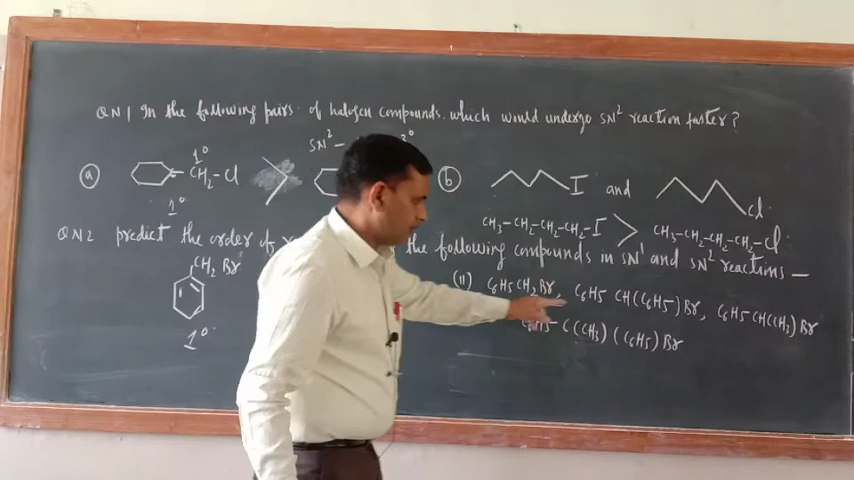 QN1 In the following pairs of halogen compounds. which would undergo SN² reaction faster?
SN² - 3°
(a) 1° CH₂-Cl > (b) I and Cl
1°
CH₃-CH₂-CH₂-CH₂-I > CH₃-CH₂-CH₂-CH₂-Cl
QN2 predict the order of the following compounds in SN¹ and SN² reactions —
CH₂Br (II) C₆H₅CH₂Br, C₆H5 CH(C₆H5)Br, C₆H5-CH(CH₃)Br
1° C₆H5-C(CH₃)(C₆H5)Br